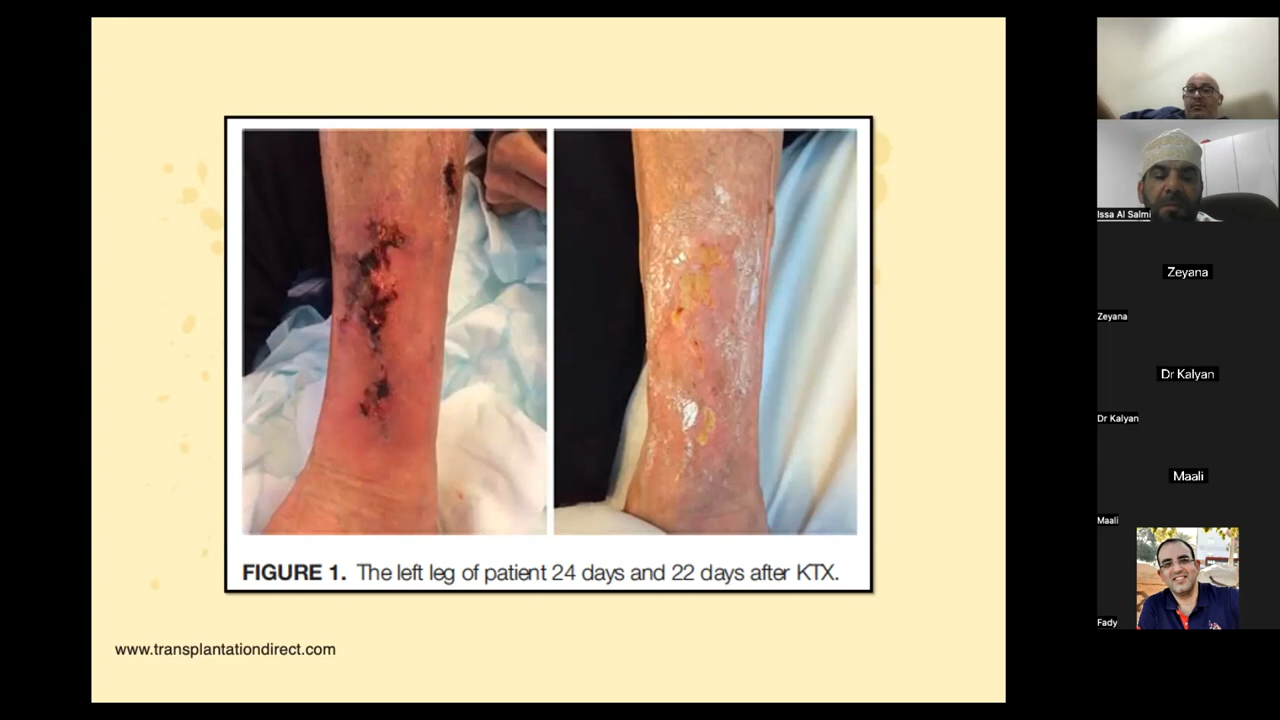 FIGURE 1. The left leg of patient 24 days and 22 days after KTX.
www.transplantationdirect.com
Issa Al Salmi
Zeyana
Zeyana
Dr Kalyan
Dr Kalyan
Maali
Maali
Fady